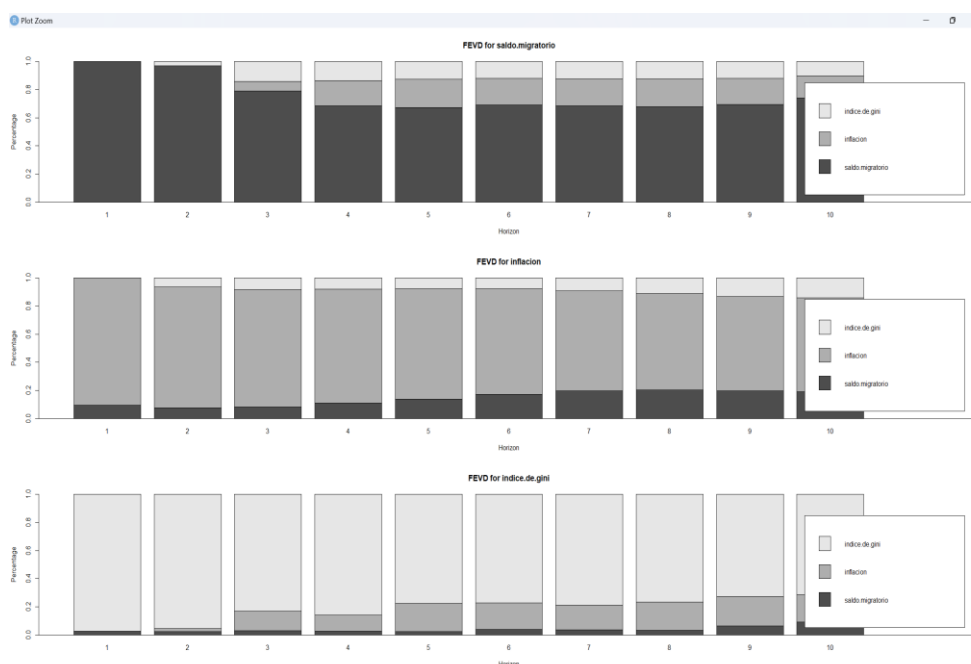 Plot Zoom
FEVD for saldo.migratorio
Percentage
0.0 0.2 0.4 0.6 0.8 1.0
indice.de.gini
inflacion
saldo.migratorio
1 2 3 4 5 6 7 8 9 10
Horizon
FEVD for inflacion
Percentage
0.0 0.2 0.4 0.6 0.8 1.0
indice.de.gini
inflacion
saldo.migratorio
1 2 3 4 5 6 7 8 9 10
Horizon
FEVD for indice.de.gini
Percentage
0.0 0.2 0.4 0.6 0.8 1.0
indice.de.gini
inflacion
saldo.migratorio
1 2 3 4 5 6 7 8 9 10
Horizon